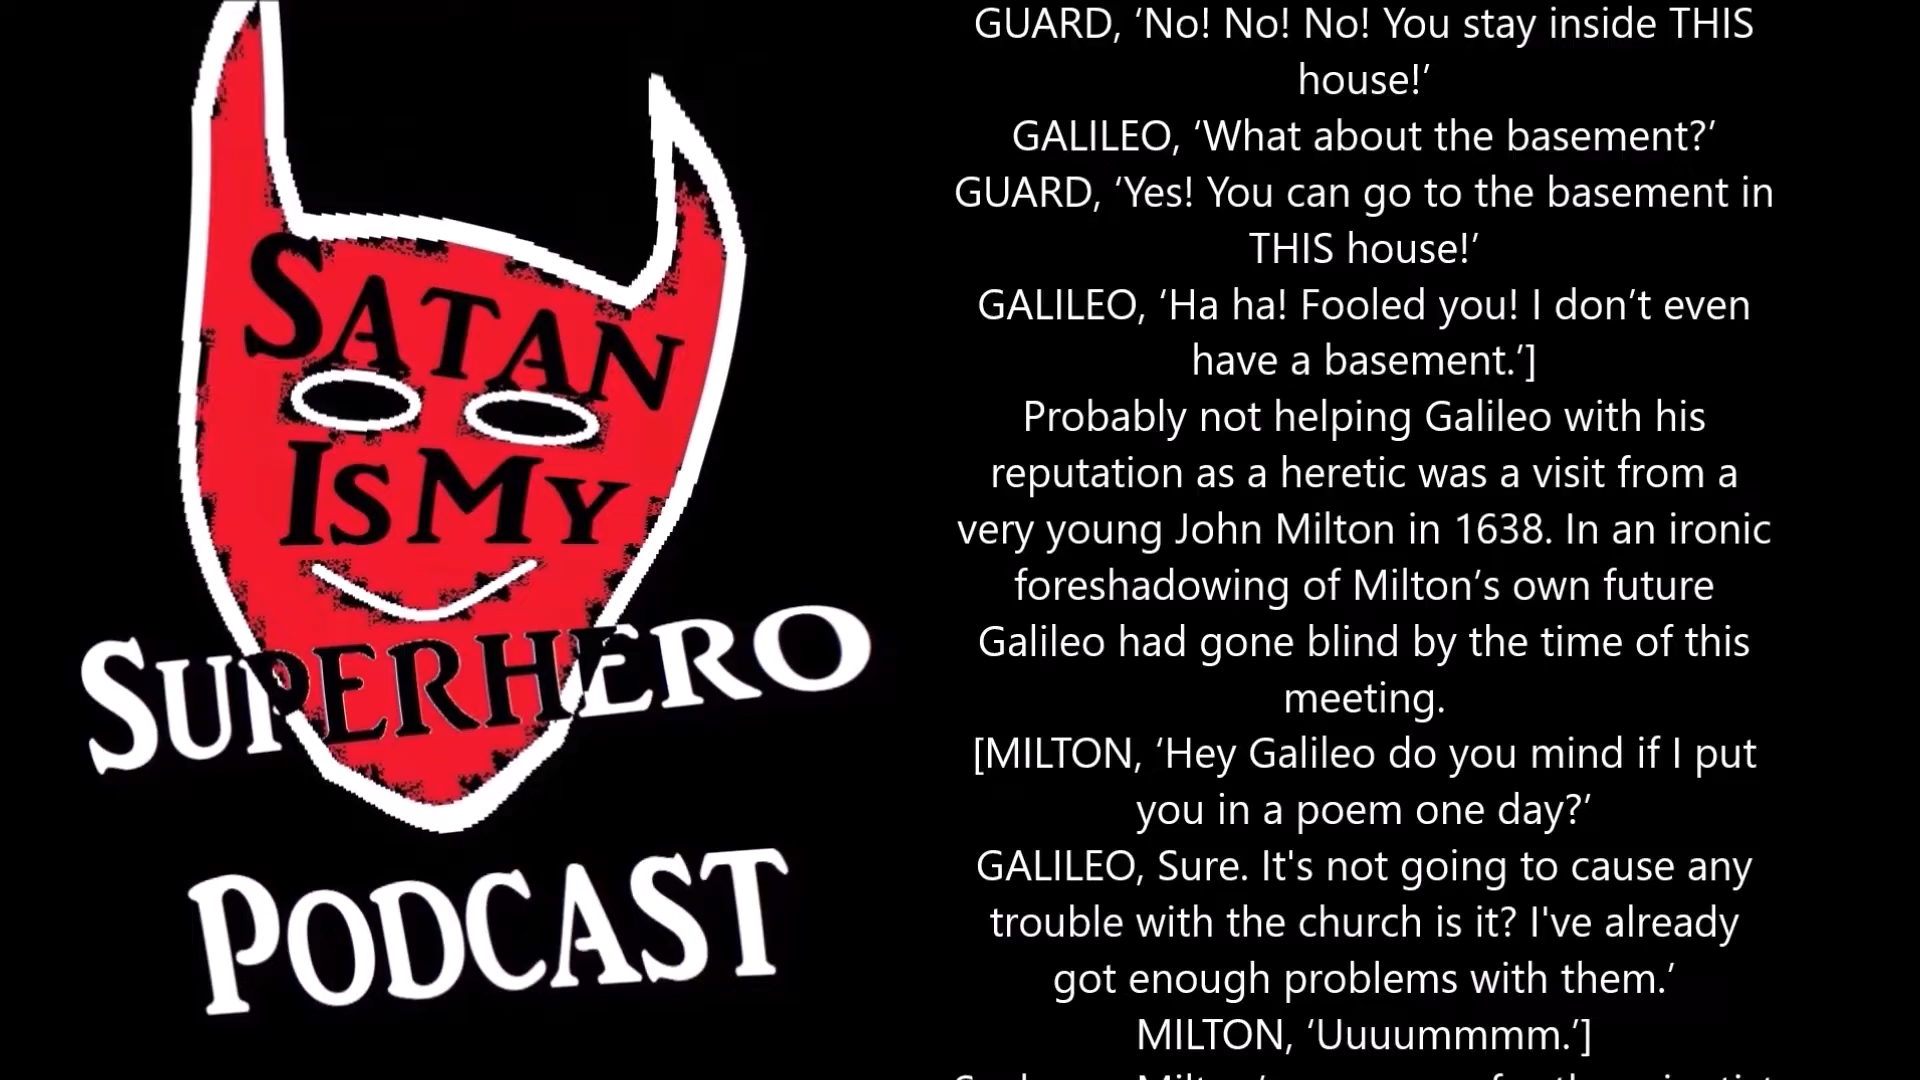 SATAN
IS MY
SUPERHERO
PODCAST
GUARD, ‘No! No! No! You stay inside THIS
house!’
GALILEO, ‘What about the basement?’
GUARD, ‘Yes! You can go to the basement in
THIS house!’
GALILEO, ‘Ha ha! Fooled you! I don’t even
have a basement.’]
Probably not helping Galileo with his
reputation as a heretic was a visit from a
very young John Milton in 1638. In an ironic
foreshadowing of Milton’s own future
Galileo had gone blind by the time of this
meeting.
[MILTON, ‘Hey Galileo do you mind if I put
you in a poem one day?’
GALILEO, Sure. It's not going to cause any
trouble with the church is it? I've already
got enough problems with them.’
MILTON, ‘Uuuummmm.’]